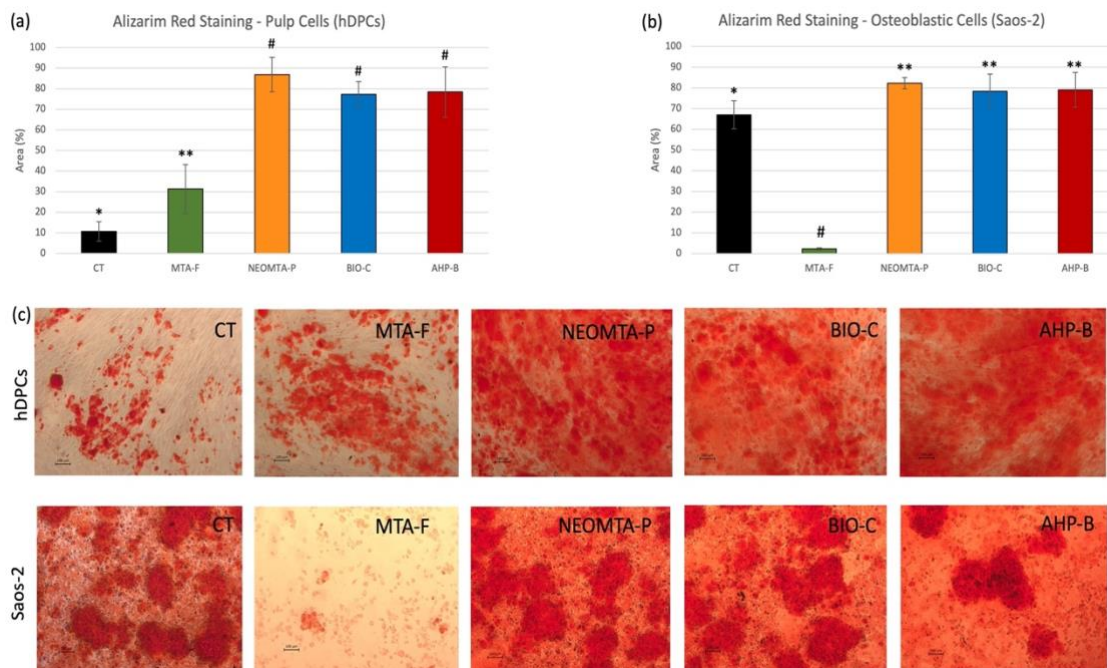 (a)
Alizarim Red Staining - Pulp Cells (hDPCs)
Area (%)
100
90
80
70
60
50
40
30
20
10
0
*
**
#
#
#
CT
MTA-F
NEOMTA-P
BIO-C
AHP-B
(b)
Alizarim Red Staining - Osteoblastic Cells (Saos-2)
Area (%)
100
90
80
70
60
50
40
30
20
10
0
*
#
**
**
**
CT
MTA-F
NEOMTA-P
BIO-C
AHP-B
(c)
hDPCs
CT
MTA-F
NEOMTA-P
BIO-C
AHP-B
Saos-2
CT
MTA-F
NEOMTA-P
BIO-C
AHP-B